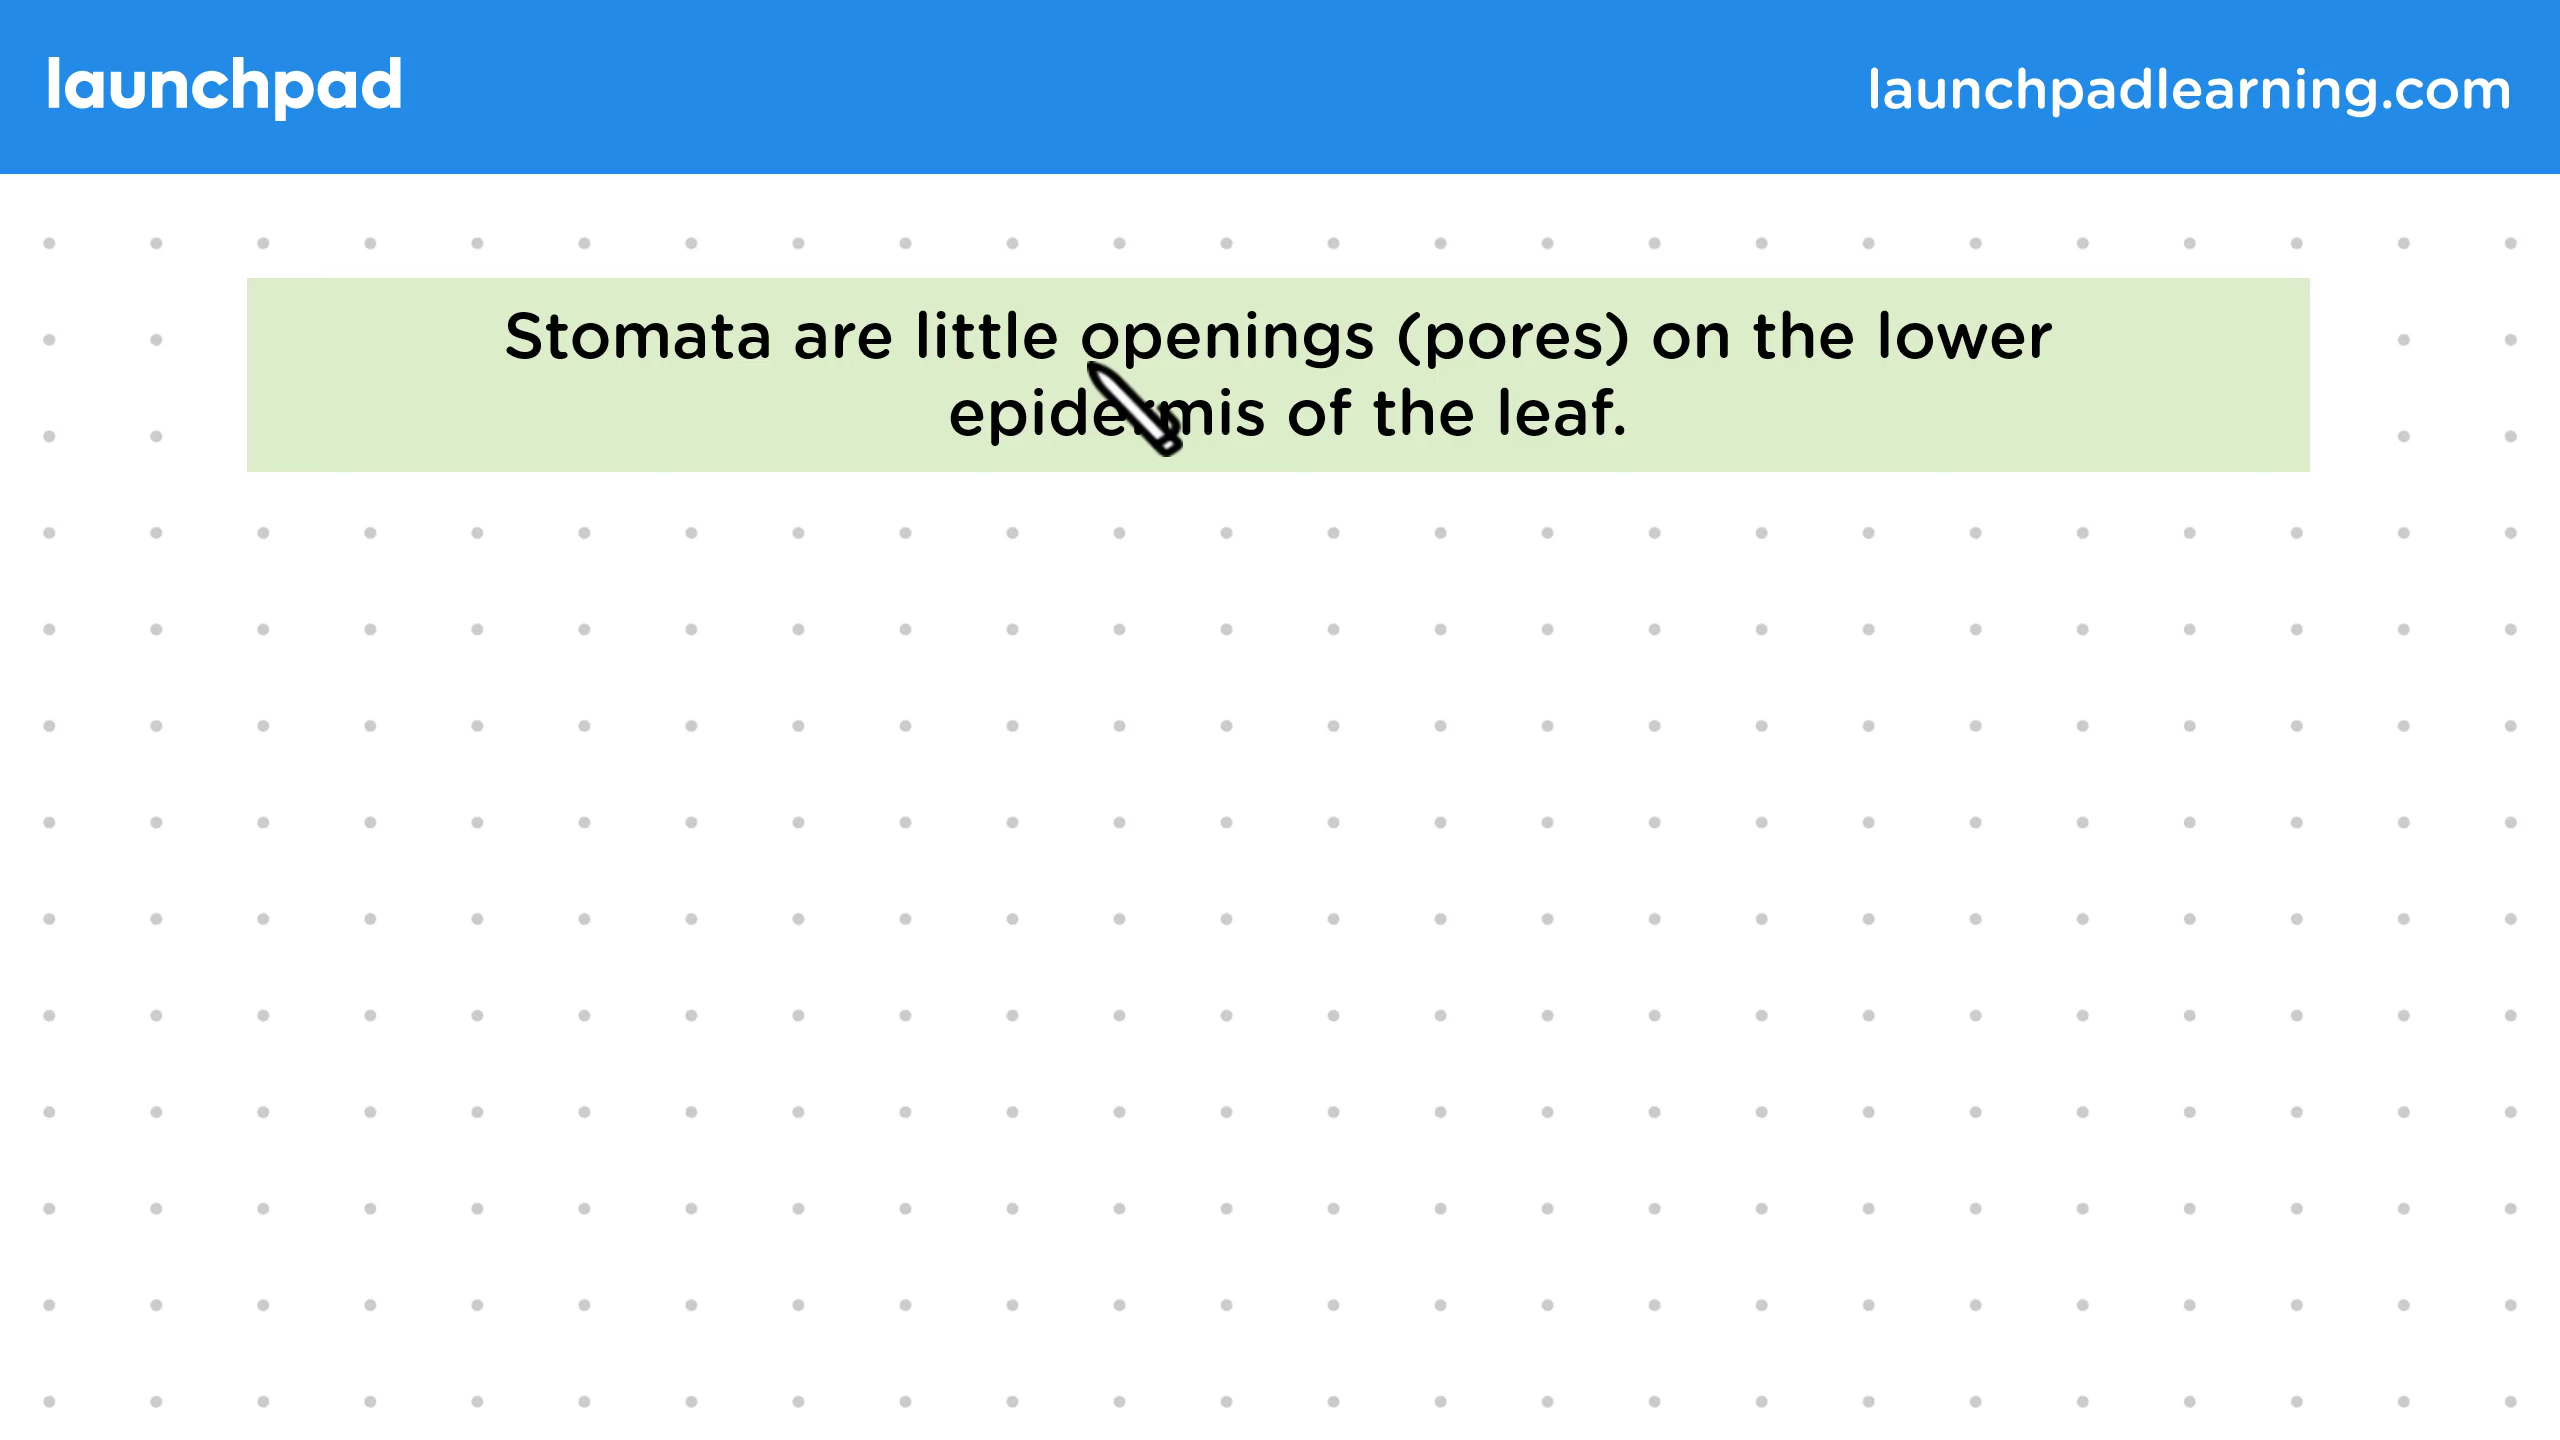 launchpad
launchpadlearning.com
Stomata are little openings (pores) on the lower
epidermis of the leaf.